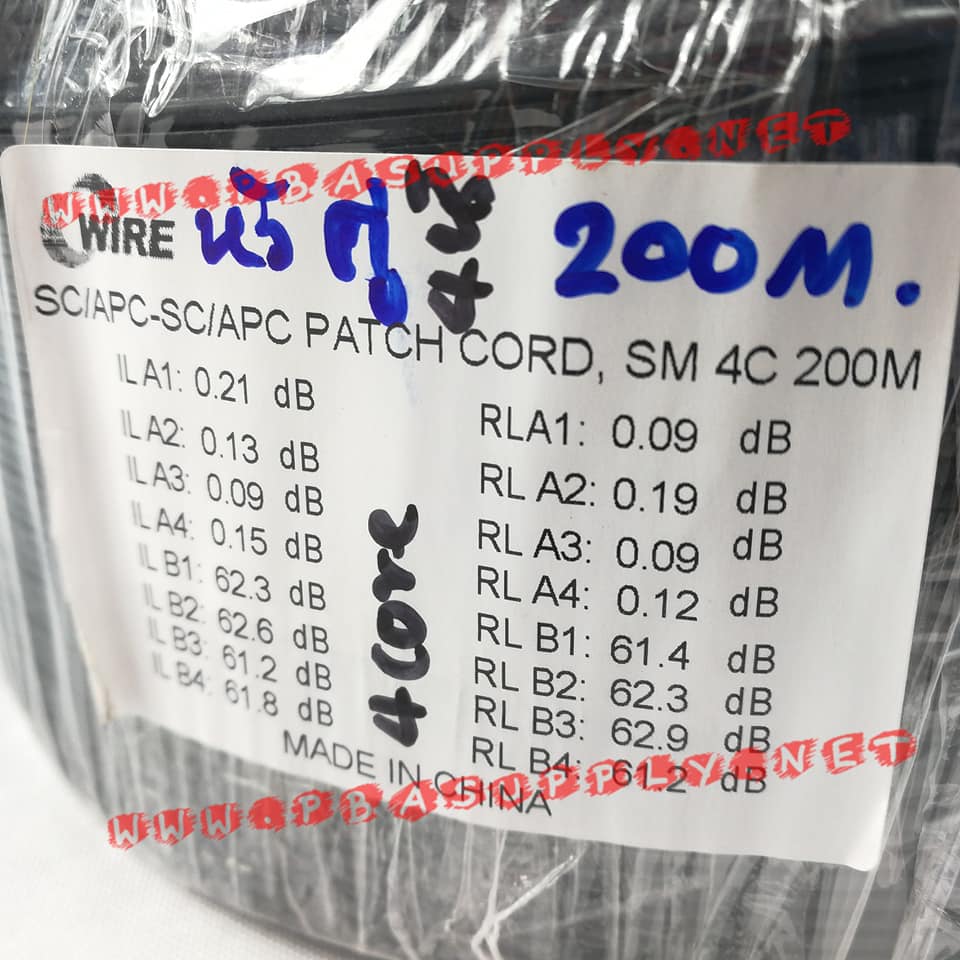 WWW.PBASUPPLY.NET
WIRE หัว คู่ 200M.
SC/APC-SC/APC PATCH CORD, SM 4C 200M
IL A1: 0.21 dB RLA1: 0.09 dB
IL A2: 0.13 dB RL A2: 0.19 dB
IL A3: 0.09 dB RL A3: 0.09 dB
IL A4: 0.15 dB RL A4: 0.12 dB
IL B1: 62.3 dB RL B1: 61.4 dB
IL B2: 62.6 dB RL B2: 62.3 dB
IL B3: 61.2 dB RL B3: 62.9 dB
IL B4: 61.8 dB RL B4: 61.2 dB
4 core
MADE IN CHINA
WWW.PBASUPPLY.NET